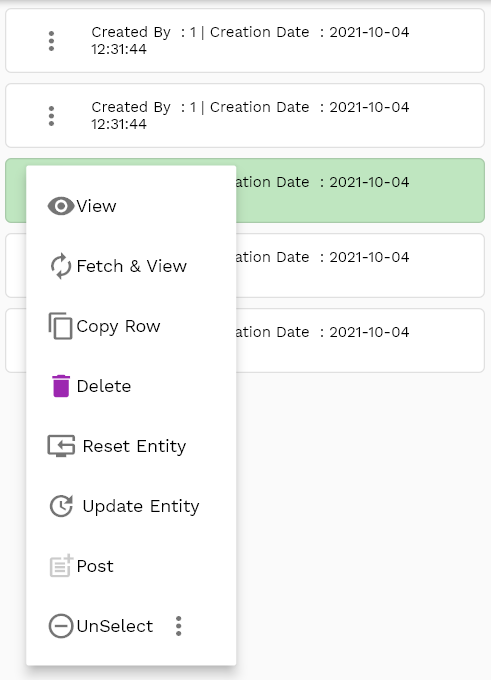 Created By : 1 | Creation Date : 2021-10-04
12:31:44
Created By : 1 | Creation Date : 2021-10-04
12:31:44
ation Date : 2021-10-04
View
ation Date : 2021-10-04
Fetch & View
Copy Row
ation Date : 2021-10-04
Delete
Reset Entity
Update Entity
Post
UnSelect